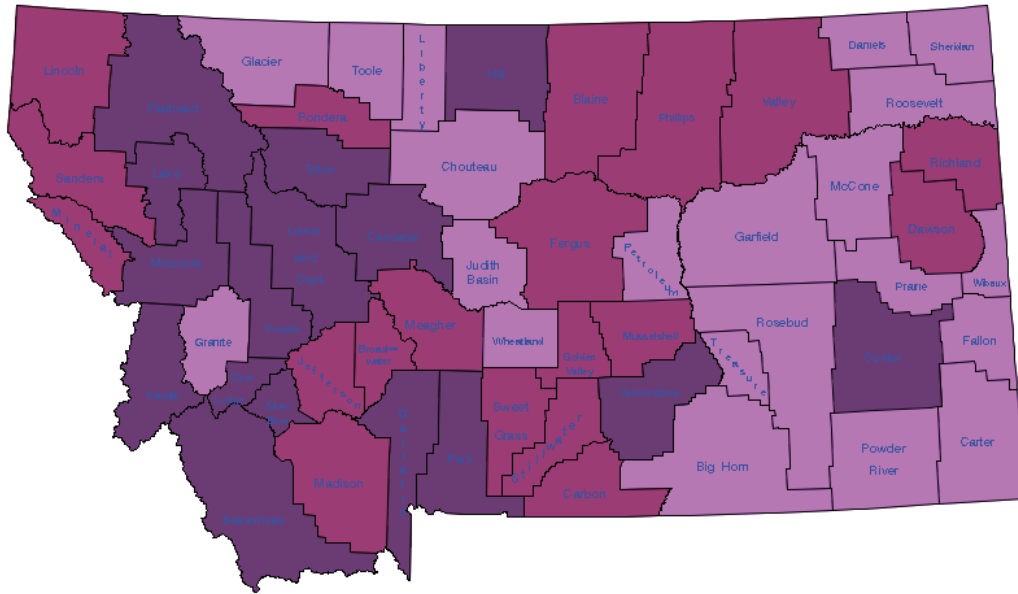 Lincoln
Glacier
Toole
Liberty
Hill
Blaine
Phillips
Valley
Daniels
Sheridan
Roosevelt
Flathead
Pondera
Chouteau
Sanders
Lake
Teton
Richland
McCone
Mineral
Missoula
Lewis
and
Clark
Cascade
Judith
Basin
Fergus
Petroleum
Garfield
Dawson
Prairie
Wibaux
Granite
Powell
Meagher
Wheatland
Golden
Valley
Musselshell
Rosebud
Treasure
Custer
Fallon
Ravalli
Deer
Lodge
Silver
Bow
Jefferson
Broad-
water
Gallatin
Park
Sweet
Grass
Stillwater
Yellowstone
Big Horn
Powder
River
Carter
Beaverhead
Madison
Carbon